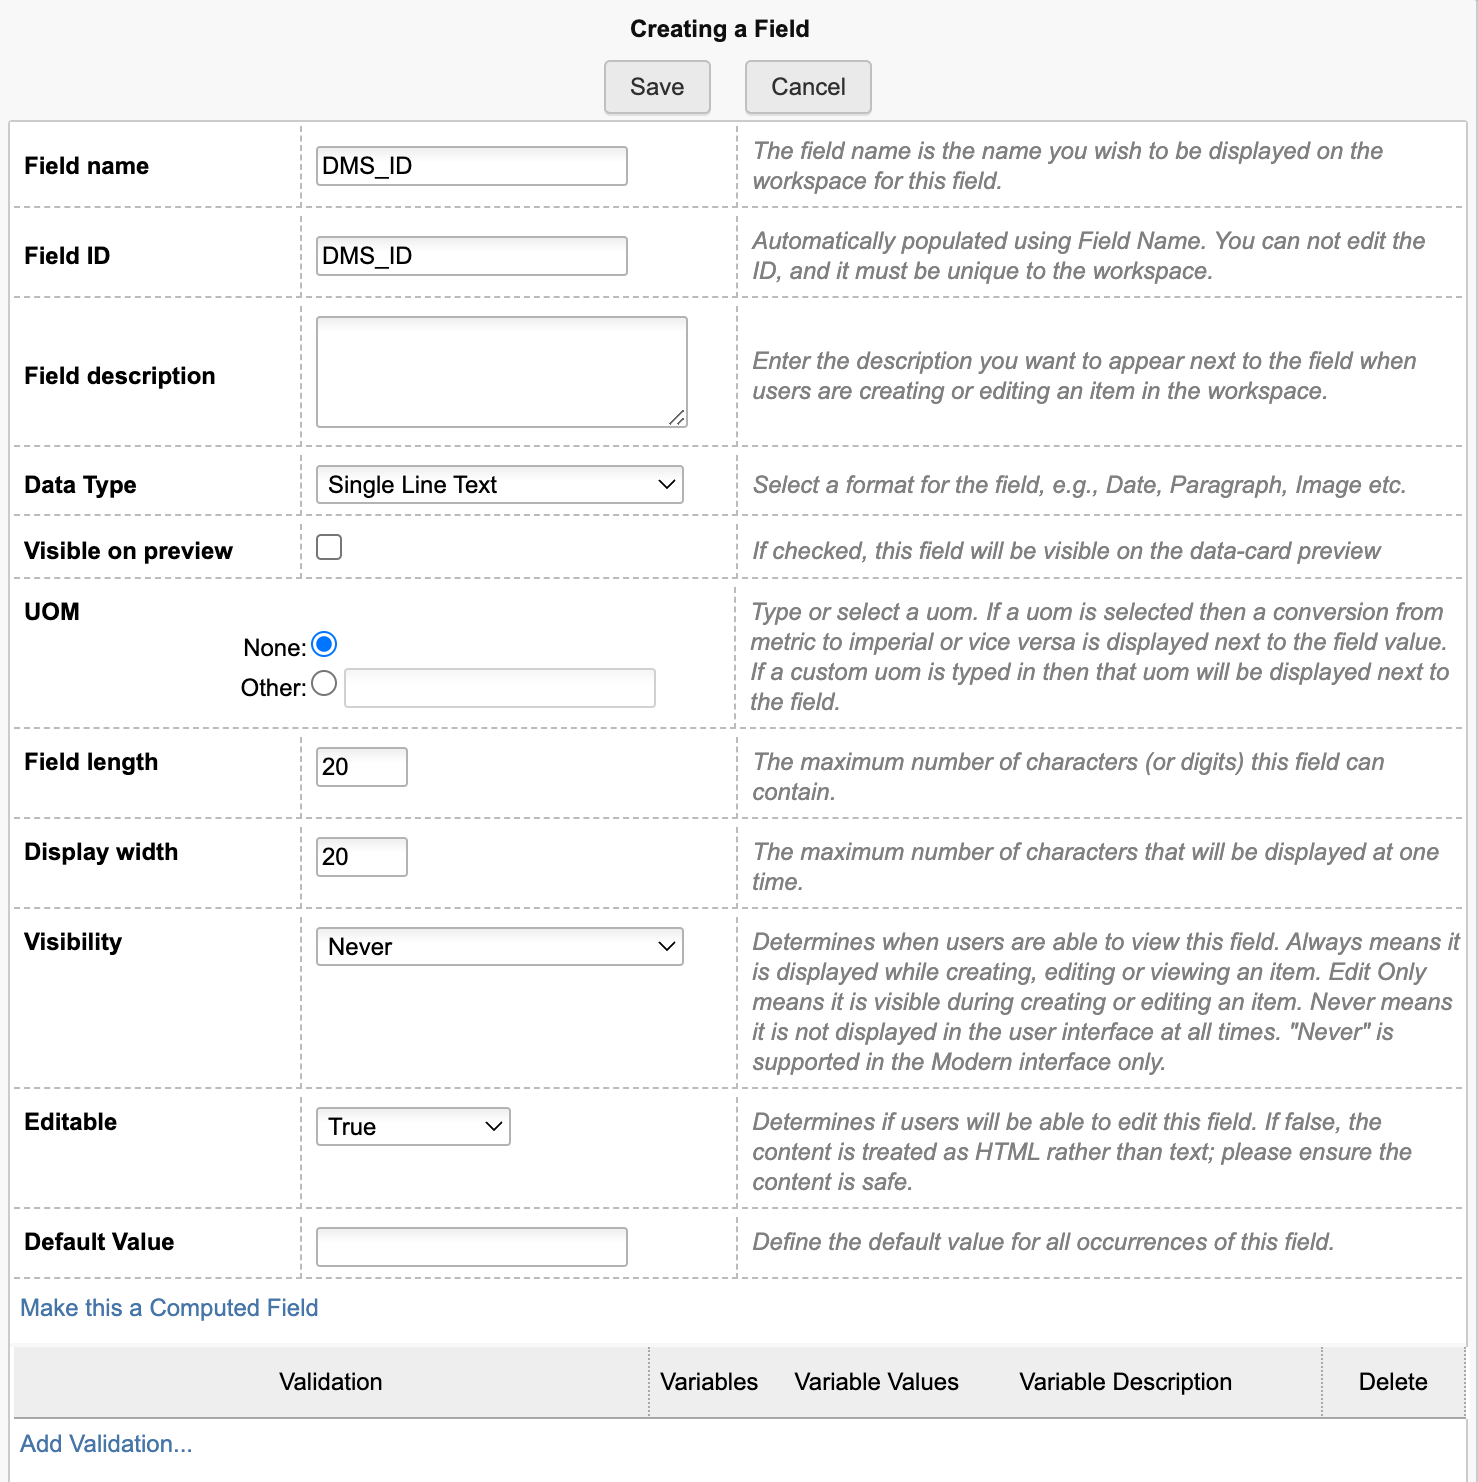 Creating a Field
Save Cancel
Field name DMS_ID The field name is the name you wish to be displayed on the
workspace for this field.
Field ID DMS_ID Automatically populated using Field Name. You can not edit the
ID, and it must be unique to the workspace.
Field description Enter the description you want to appear next to the field when
users are creating or editing an item in the workspace.
Data Type Single Line Text Select a format for the field, e.g., Date, Paragraph, Image etc.
Visible on preview If checked, this field will be visible on the data-card preview
UOM Type or select a uom. If a uom is selected then a conversion from
None: metric to imperial or vice versa is displayed next to the field value.
If a custom uom is typed in then that uom will be displayed next to
Other: the field.
Field length 20 The maximum number of characters (or digits) this field can
contain.
Display width 20 The maximum number of characters that will be displayed at one
time.
Visibility Never Determines when users are able to view this field. Always means it
is displayed while creating, editing or viewing an item. Edit Only
means it is visible during creating or editing an item. Never means
it is not displayed in the user interface at all times. "Never" is
supported in the Modern interface only.
Editable True Determines if users will be able to edit this field. If false, the
content is treated as HTML rather than text; please ensure the
content is safe.
Default Value Define the default value for all occurrences of this field.
Make this a Computed Field
Validation Variables Variable Values Variable Description Delete
Add Validation...